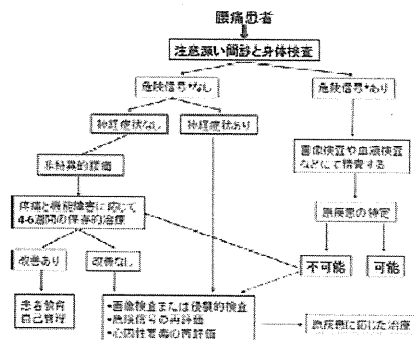 腰痛患者
注意深い問診と身体検査
危険信号*なし
危険信号*あり
神経症状なし
神経症状あり
画像検査や血液検査
などにて精査する
非特異的腰痛
疼痛と機能障害に応じて
4-6週間の保存的治療
原疾患の特定
改善あり
改善なし
不可能
可能
患者教育
自己管理
•画像検査または侵襲的検査
•危険信号の再評価
•心因性要素の再評価
原疾患に応じた治療